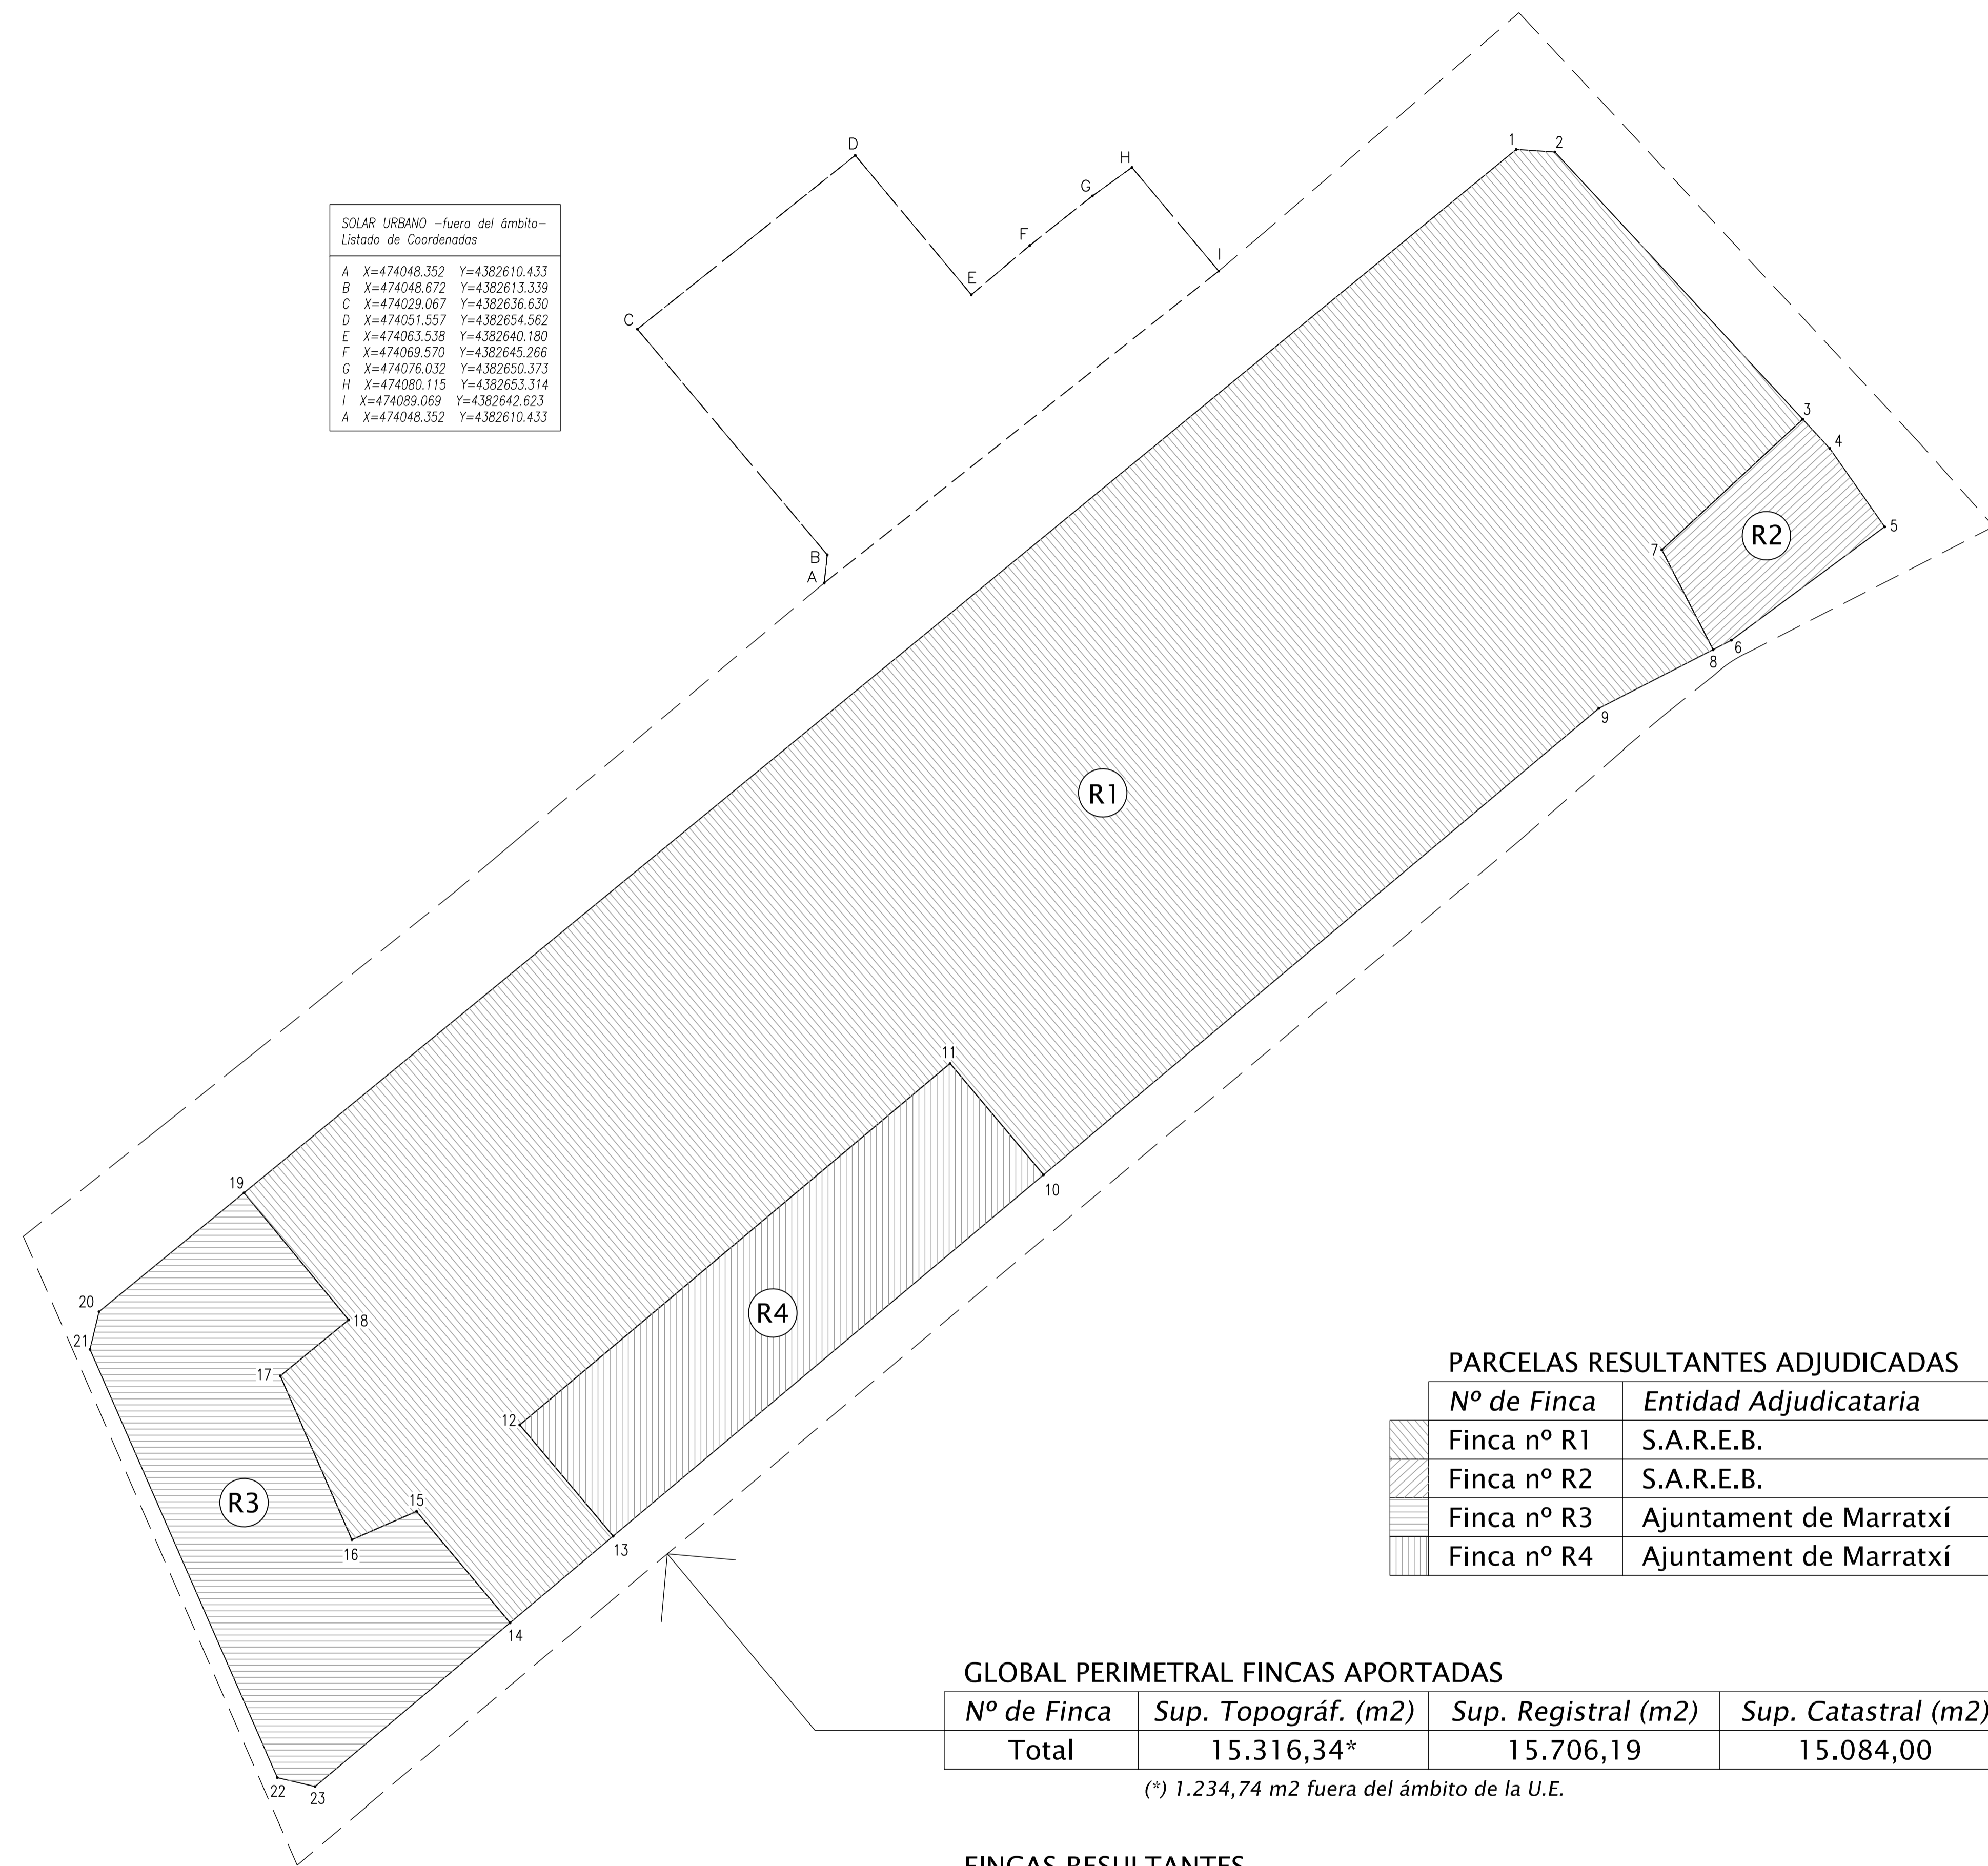 1
2
D
H
G
SOLAR URBANO -fuera del ámbito-
Listado de Coordenadas
F
I
E
A X=474048.352 Y=4382610.433
B X=474048.672 Y=4382613.339
C X=474029.067 Y=4382636.630
D X=474051.557 Y=4382654.562
E X=474063.538 Y=4382640.180
F X=474069.570 Y=4382645.266
G X=474076.032 Y=4382650.373
H X=474080.115 Y=4382653.314
I X=474089.069 Y=4382642.623
A X=474048.352 Y=4382610.433
C
3
4
5
R2
7
B
A
6
8
9
R1
11
10
19
20
18
R4
21
17
12
15
R3
16
13
14
22
23
PARCELAS RESULTANTES ADJUDICADAS
Nº de Finca Entidad Adjudicataria
Finca nº R1 S.A.R.E.B.
Finca nº R2 S.A.R.E.B.
Finca nº R3 Ajuntament de Marratxí
Finca nº R4 Ajuntament de Marratxí
GLOBAL PERIMETRAL FINCAS APORTADAS
Nº de Finca Sup. Topográf. (m2) Sup. Registral (m2) Sup. Catastral (m2)
Total 15.316,34* 15.706,19 15.084,00
(*) 1.234,74 m2 fuera del ámbito de la U.E.
FINCAS RESULTANTES